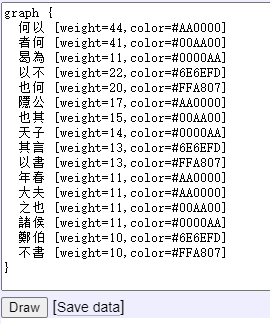 graph {
何以 [weight=44,color=#AA0000]
者何 [weight=41,color=#00AA00]
曷為 [weight=11,color=#0000AA]
以不 [weight=22,color=#6E6EFD]
也何 [weight=20,color=#FFA807]
隱公 [weight=17,color=#AA0000]
也其 [weight=15,color=#00AA00]
天子 [weight=14,color=#0000AA]
其言 [weight=13,color=#6E6EFD]
以書 [weight=13,color=#FFA807]
年春 [weight=11,color=#AA0000]
大夫 [weight=11,color=#AA0000]
之也 [weight=11,color=#00AA00]
諸侯 [weight=11,color=#0000AA]
鄭伯 [weight=10,color=#6E6EFD]
不書 [weight=10,color=#FFA807]
}
Draw [Save data]